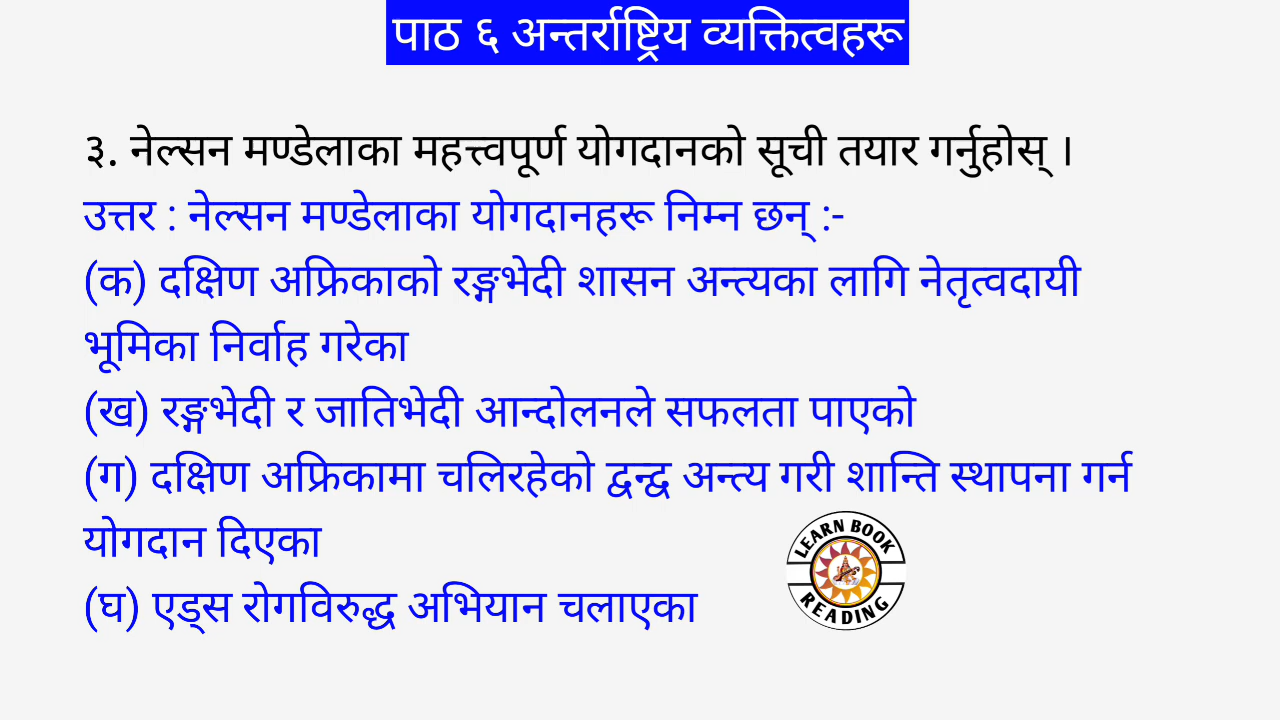 पाठ ६ अन्तर्राष्ट्रिय व्यक्तित्वहरू
३. नेल्सन मण्डेलाका महत्त्वपूर्ण योगदानको सूची तयार गर्नुहोस् ।
उत्तर : नेल्सन मण्डेलाका योगदानहरू निम्न छन् :-
(क) दक्षिण अफ्रिकाको रङ्गभेदी शासन अन्त्यका लागि नेतृत्वदायी
भूमिका निर्वाह गरेका
(ख) रङ्गभेदी र जातिभेदी आन्दोलनले सफलता पाएको
(ग) दक्षिण अफ्रिकामा चलिरहेको द्वन्द्व अन्त्य गरी शान्ति स्थापना गर्न
योगदान दिएका
(घ) एड्स रोगविरुद्ध अभियान चलाएका
LEARN BOOK
READING